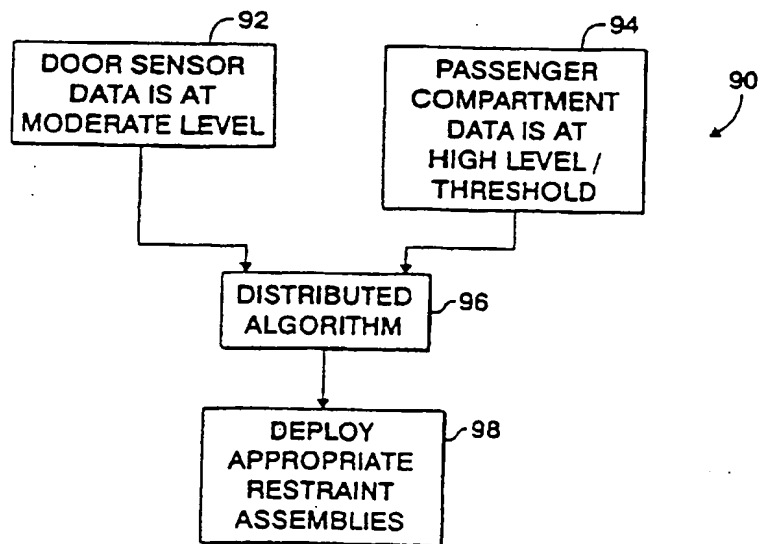 92
DOOR SENSOR
DATA IS AT
MODERATE LEVEL
94
PASSENGER
COMPARTMENT
DATA IS AT
HIGH LEVEL /
THRESHOLD
90
DISTRIBUTED
ALGORITHM
96
DEPLOY
APPROPRIATE
RESTRAINT
ASSEMBLIES
98